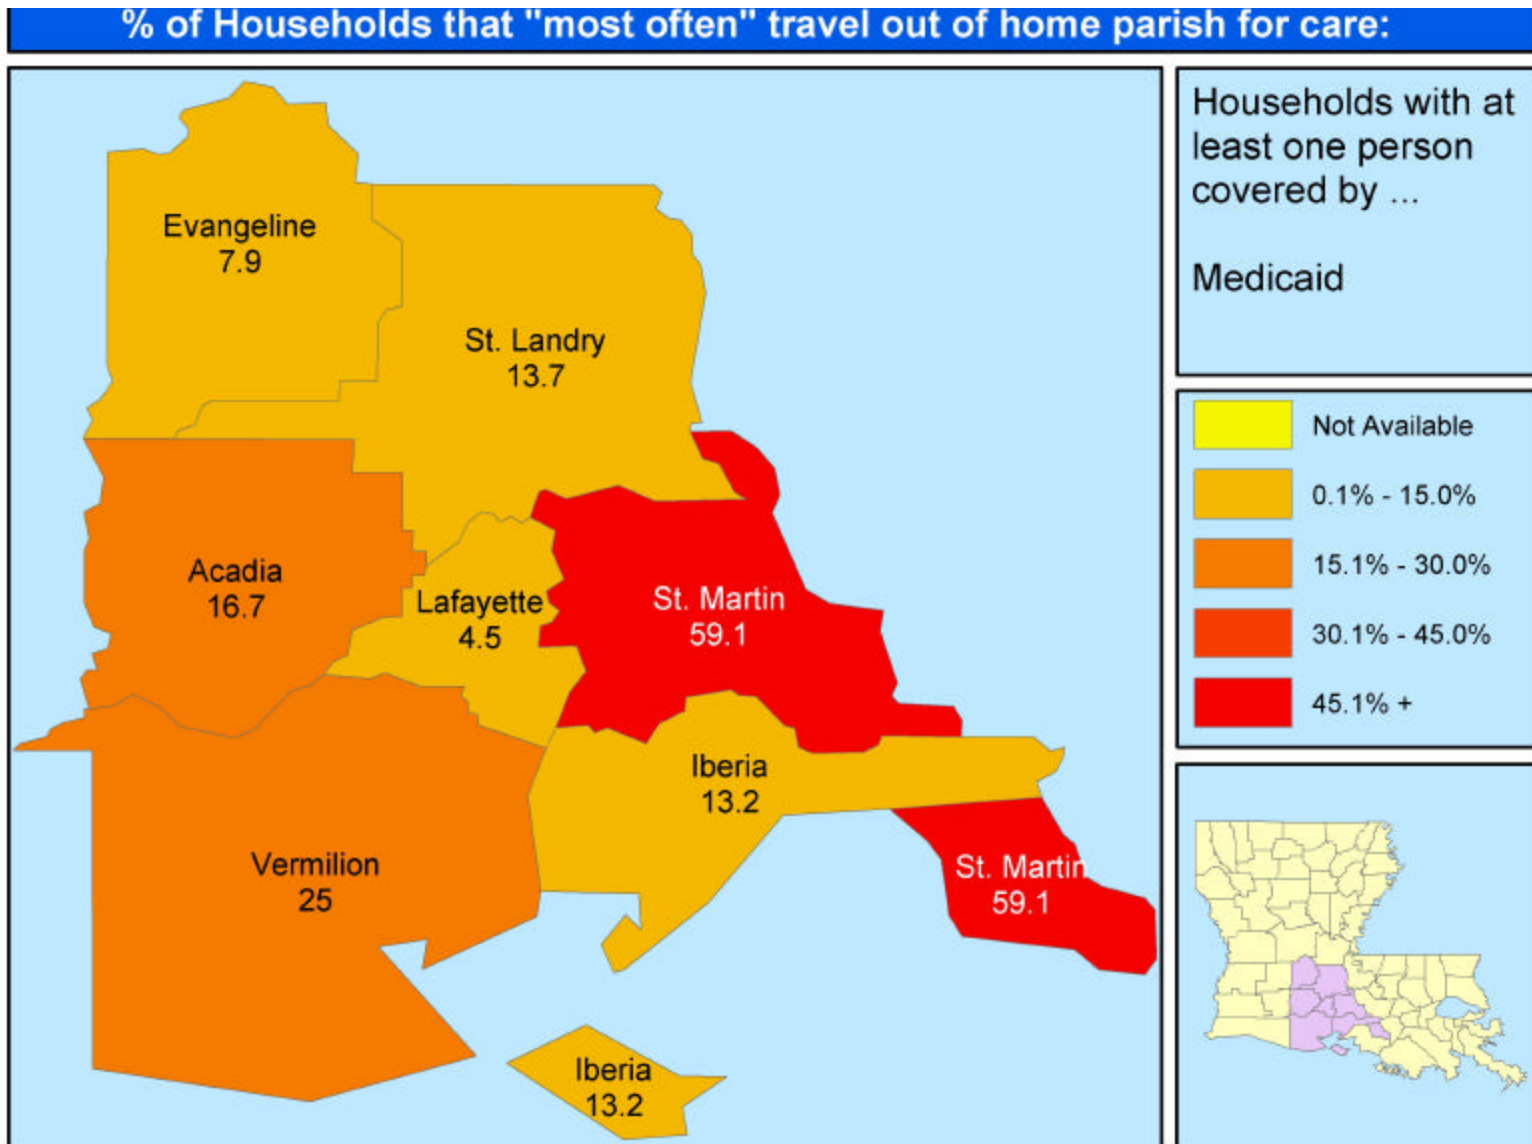 % of Households that "most often" travel out of home parish for care:
Households with at
least one person
covered by ...
Medicaid
Evangeline
7.9
St. Landry
13.7
Acadia
16.7
Lafayette
4.5
St. Martin
59.1
Iberia
13.2
Vermilion
25
St. Martin
59.1
Iberia
13.2
Not Available
0.1% - 15.0%
15.1% - 30.0%
30.1% - 45.0%
45.1% +